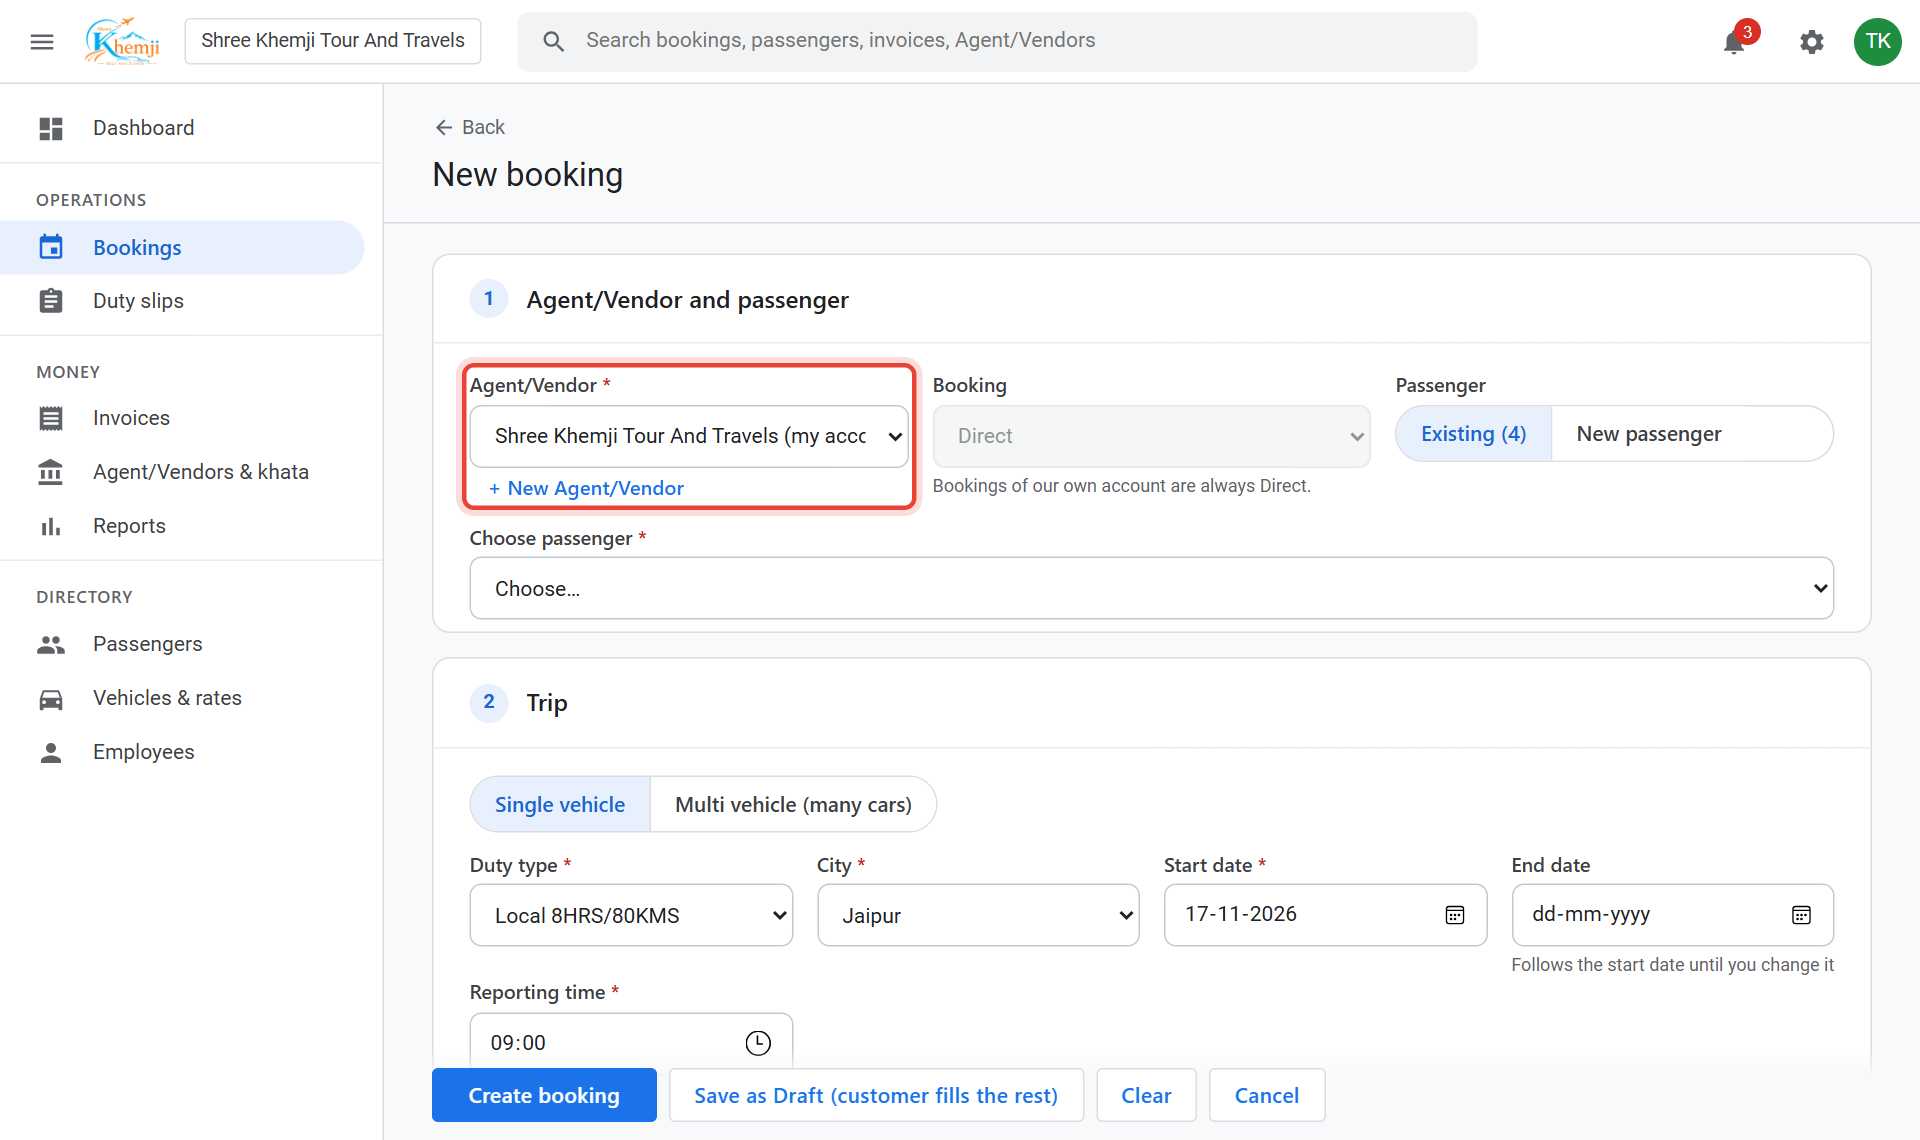 Khemji
Shree Khemji Tour And Travels
Search bookings, passengers, invoices, Agent/Vendors
3
TK
Dashboard
OPERATIONS
Bookings
Duty slips
MONEY
Invoices
Agent/Vendors & khata
Reports
DIRECTORY
Passengers
Vehicles & rates
Employees
Back
New booking
1 Agent/Vendor and passenger
Agent/Vendor *
Booking
Passenger
Shree Khemji Tour And Travels (my acc
Direct
Existing (4)
New passenger
+ New Agent/Vendor
Bookings of our own account are always Direct.
Choose passenger *
Choose...
2 Trip
Single vehicle
Multi vehicle (many cars)
Duty type *
City *
Start date *
End date
Local 8HRS/80KMS
Jaipur
17-11-2026
dd-mm-yyyy
Follows the start date until you change it
Reporting time *
09:00
Create booking
Save as Draft (customer fills the rest)
Clear
Cancel